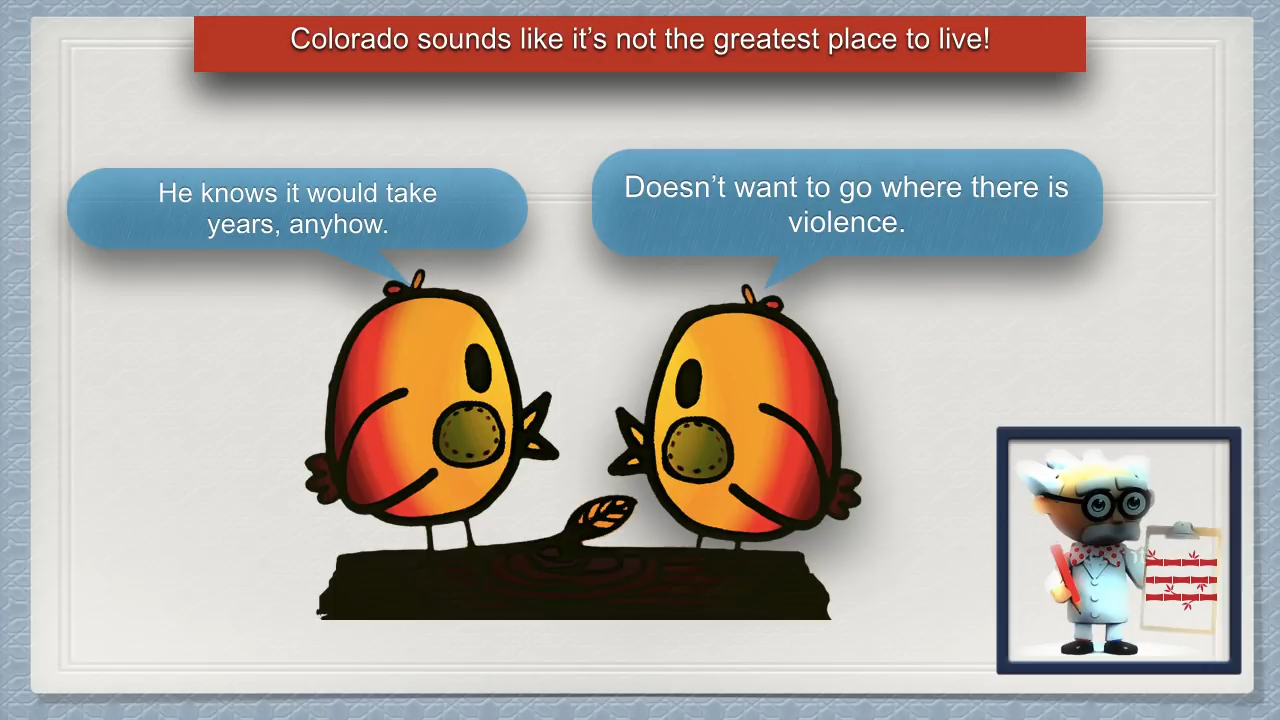 Colorado sounds like it’s not the greatest place to live!
He knows it would take
years, anyhow.
Doesn’t want to go where there is
violence.